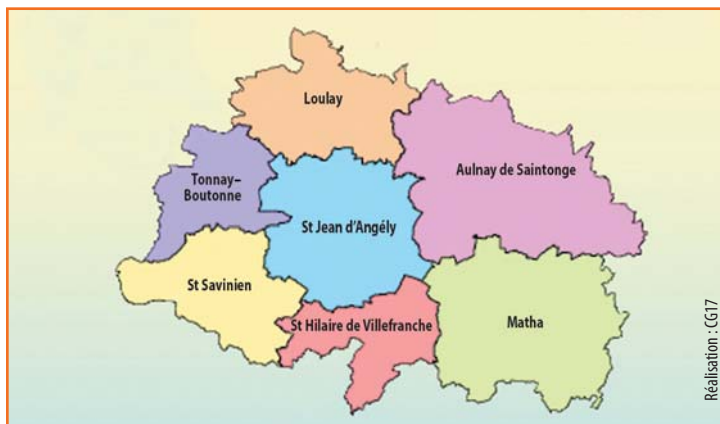 Loulay
Aulnay de Saintonge
Tonnay–
Boutonne
St Jean d’Angély
St Savinien
St Hilaire de Villefranche
Matha
Réalisation : CG17